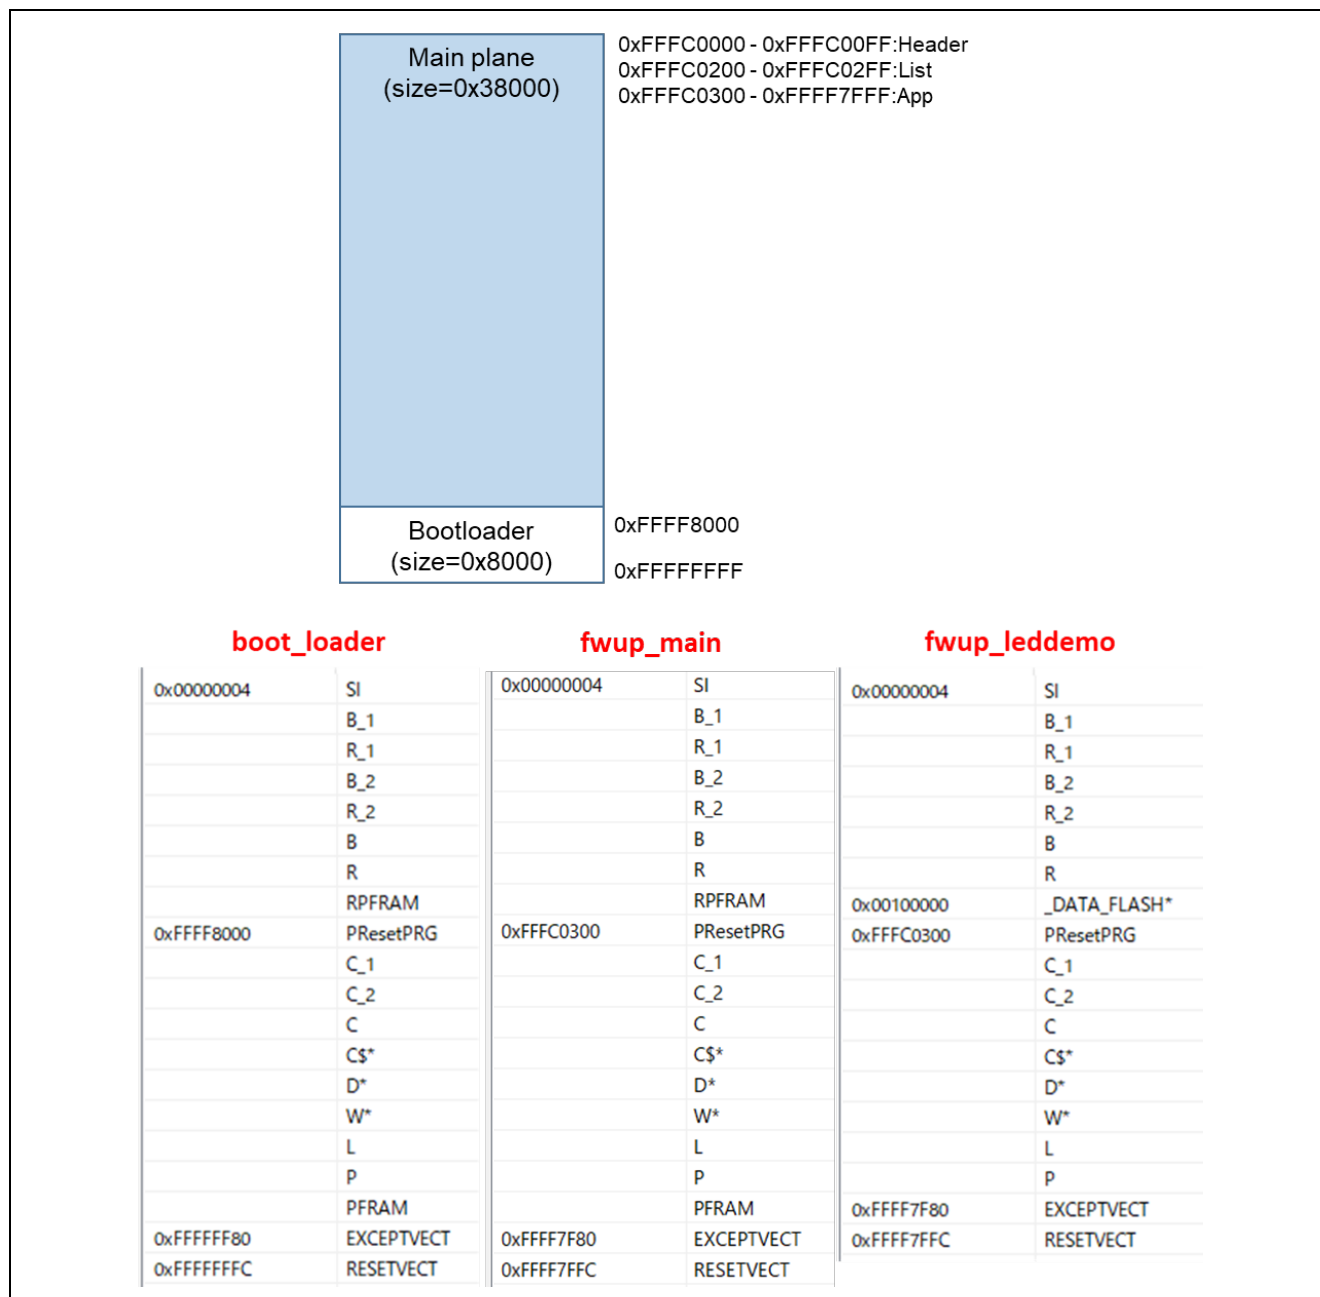 Main plane
(size=0x38000)
0xFFFC0000 - 0xFFFC00FF:Header
0xFFFC0200 - 0xFFFC02FF:List
0xFFFC0300 - 0xFFFF7FFF:App
Bootloader
(size=0x8000)
0xFFFF8000
0xFFFFFFFF
boot_loader
0x00000004 SI
B_1
R_1
B_2
R_2
B
R
RPFRAM
0xFFFF8000 PResetPRG
C_1
C_2
C
C$*
D*
W*
L
P
PFRAM
0xFFFFFF80 EXCEPTVECT
0xFFFFFFFC RESETVECT
fwup_main
0x00000004 SI
B_1
R_1
B_2
R_2
B
R
RPFRAM
0xFFFC0300 PResetPRG
C_1
C_2
C
C$*
D*
W*
L
P
PFRAM
0xFFFF7F80 EXCEPTVECT
0xFFFF7FFC RESETVECT
fwup_leddemo
0x00000004 SI
B_1
R_1
B_2
R_2
B
R
0x00100000 _DATA_FLASH*
0xFFFC0300 PResetPRG
C_1
C_2
C
C$*
D*
W*
L
P
0xFFFF7F80 EXCEPTVECT
0xFFFF7FFC RESETVECT